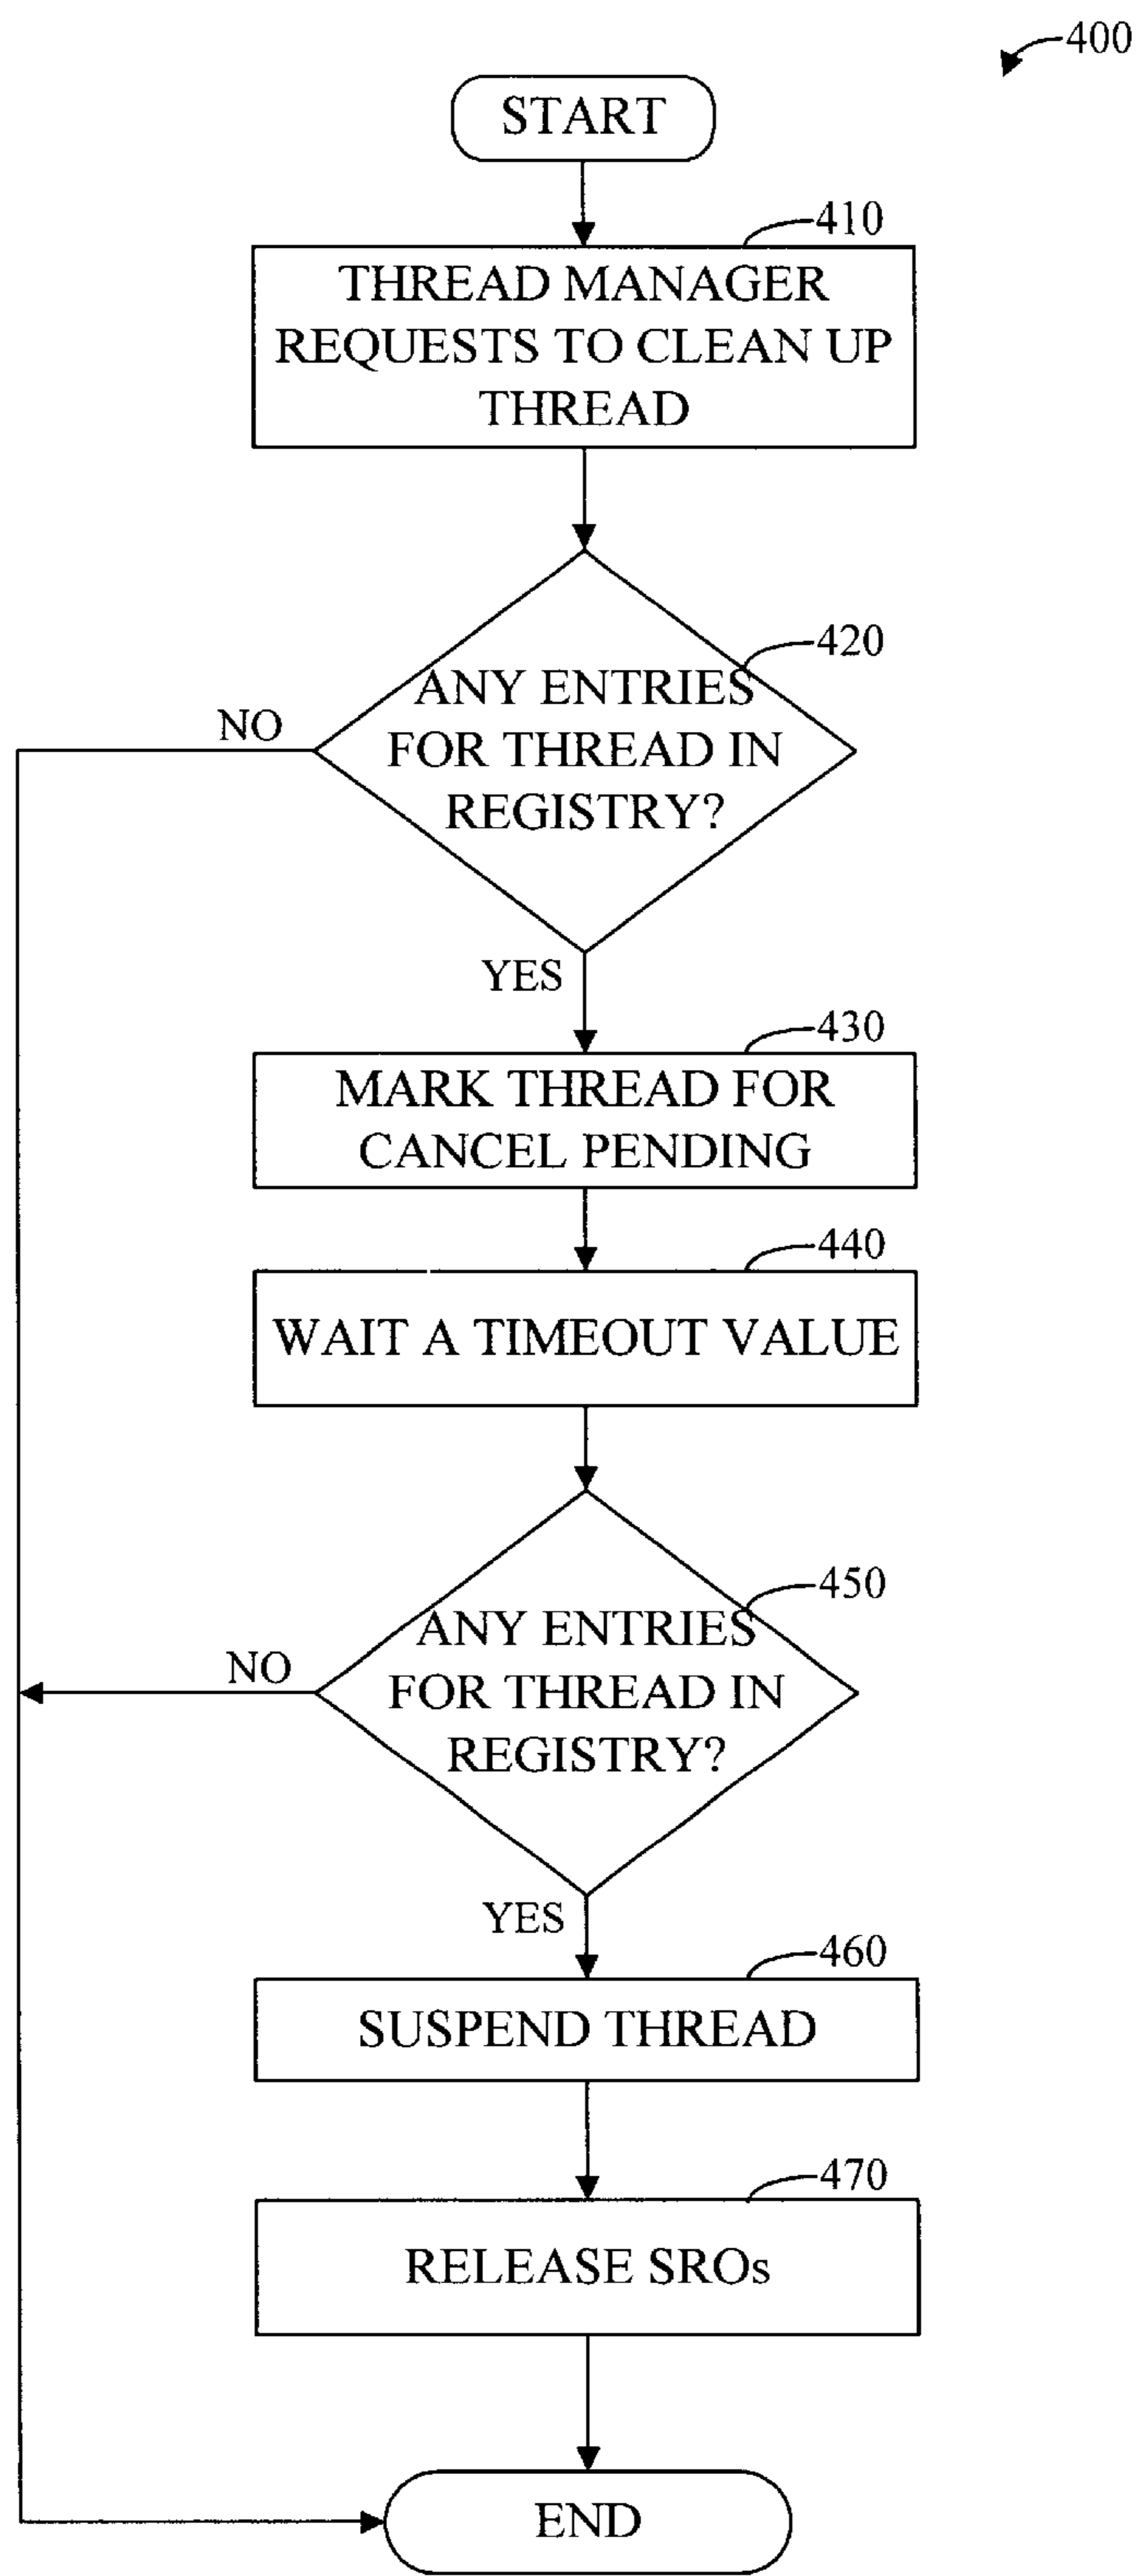 400
START
410
THREAD MANAGER
REQUESTS TO CLEAN UP
THREAD
420
ANY ENTRIES
FOR THREAD IN
REGISTRY?
NO
YES
430
MARK THREAD FOR
CANCEL PENDING
440
WAIT A TIMEOUT VALUE
450
ANY ENTRIES
FOR THREAD IN
REGISTRY?
NO
YES
460
SUSPEND THREAD
470
RELEASE SROs
END